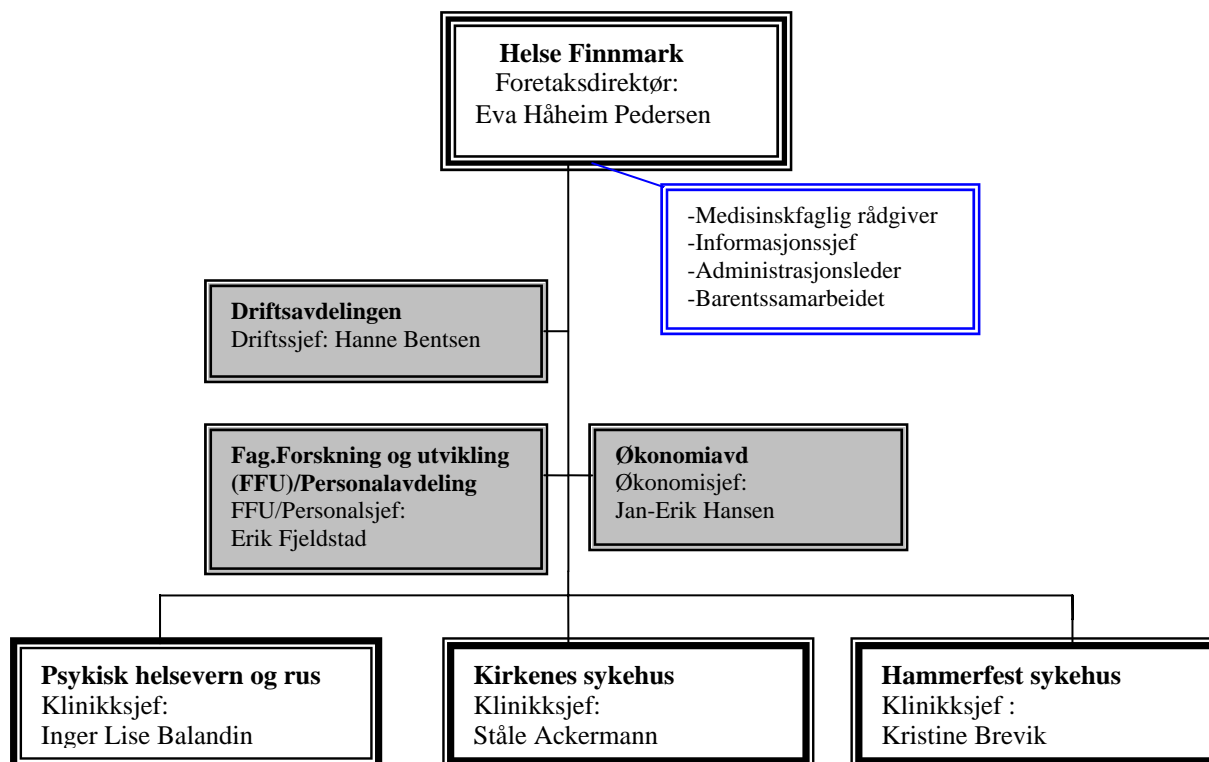 Helse Finnmark
Foretaksdirektør:
Eva Håheim Pedersen
-Medisinskfaglig rådgiver
-Informasjonssjef
-Administrasjonsleder
-Barentssamarbeidet
Driftsavdelingen
Driftssjef: Hanne Bentsen
Fag.Forskning og utvikling
(FFU)/Personalavdeling
FFU/Personalsjef:
Erik Fjeldstad
Økonomiavd
Økonomisjef:
Jan-Erik Hansen
Psykisk helsevern og rus
Klinikksjef:
Inger Lise Balandin
Kirkenes sykehus
Klinikksjef:
Ståle Ackermann
Hammerfest sykehus
Klinikksjef :
Kristine Brevik